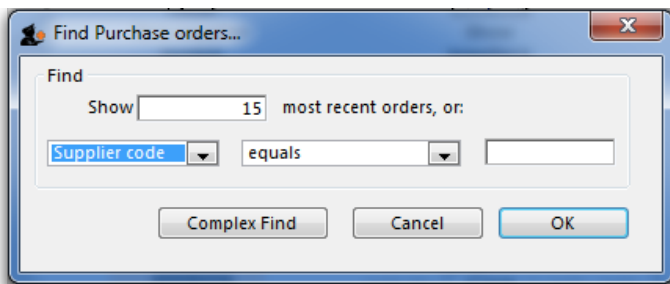 Find Purchase orders...
Find
Show 15 most recent orders, or:
Supplier code equals
Complex Find Cancel OK